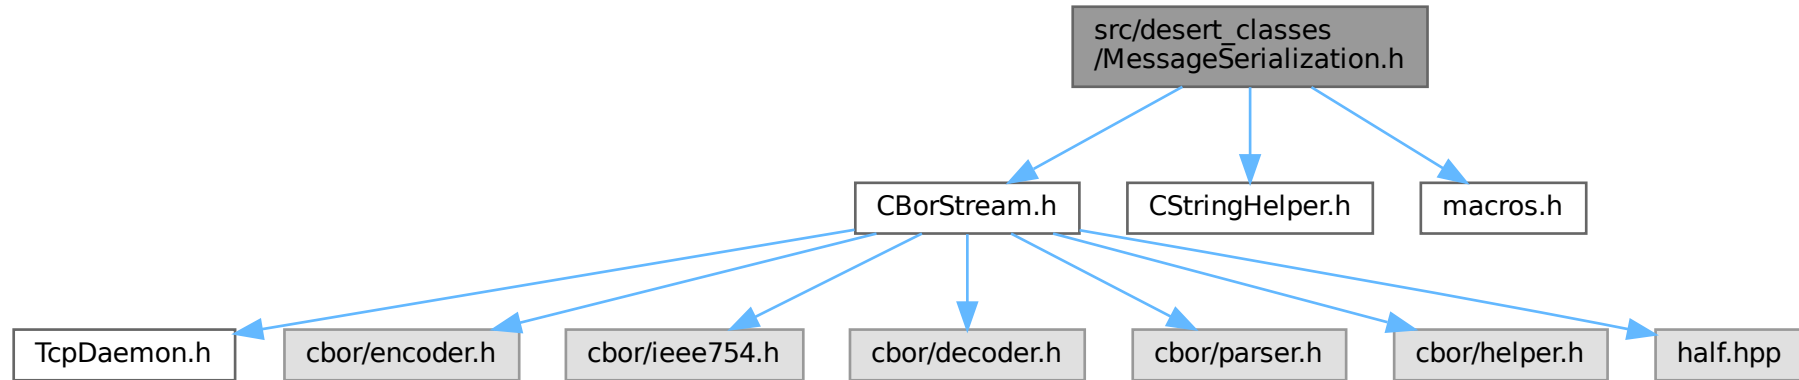 src/desert_classes
/MessageSerialization.h
CBorStream.h
CStringHelper.h
macros.h
TcpDaemon.h
cbor/encoder.h
cbor/ieee754.h
cbor/decoder.h
cbor/parser.h
cbor/helper.h
half.hpp